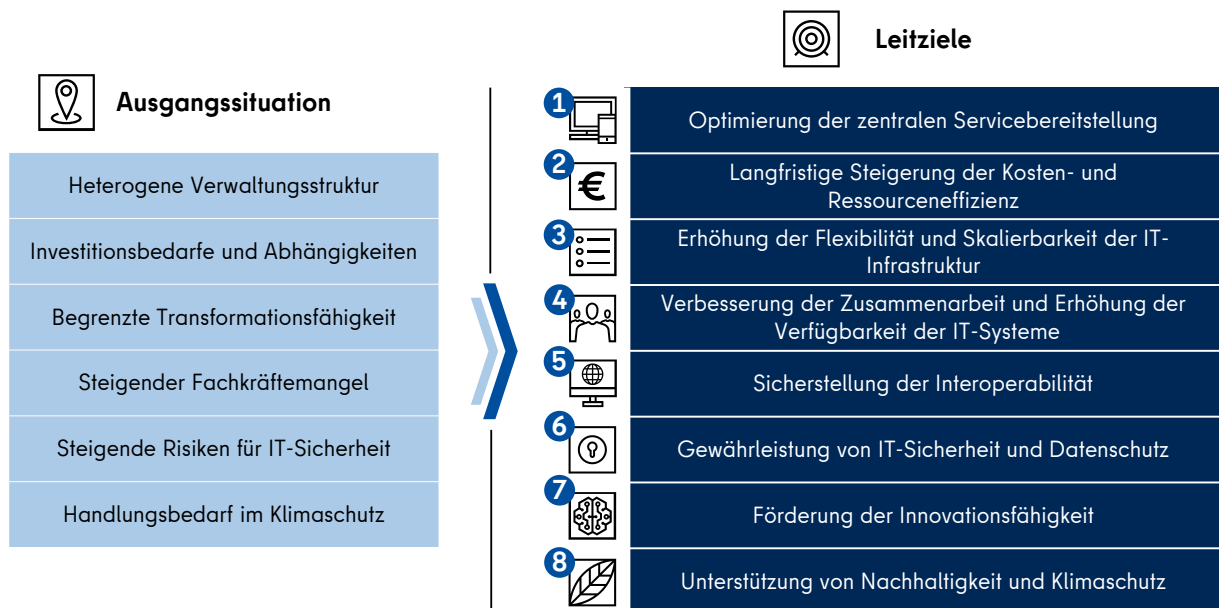 Ausgangssituation
Heterogene Verwaltungsstruktur
Investitionsbedarfe und Abhängigkeiten
Begrenzte Transformationsfähigkeit
Steigender Fachkräftemangel
Steigende Risiken für IT-Sicherheit
Handlungsbedarf im Klimaschutz
Leitziele
1
Optimierung der zentralen Servicebereitstellung
2
€
Langfristige Steigerung der Kosten- und
Ressourceneffizienz
3
Erhöhung der Flexibilität und Skalierbarkeit der IT-
Infrastruktur
4
Verbesserung der Zusammenarbeit und Erhöhung der
Verfügbarkeit der IT-Systeme
5
Sicherstellung der Interoperabilität
6
Gewährleistung von IT-Sicherheit und Datenschutz
7
Förderung der Innovationsfähigkeit
8
Unterstützung von Nachhaltigkeit und Klimaschutz